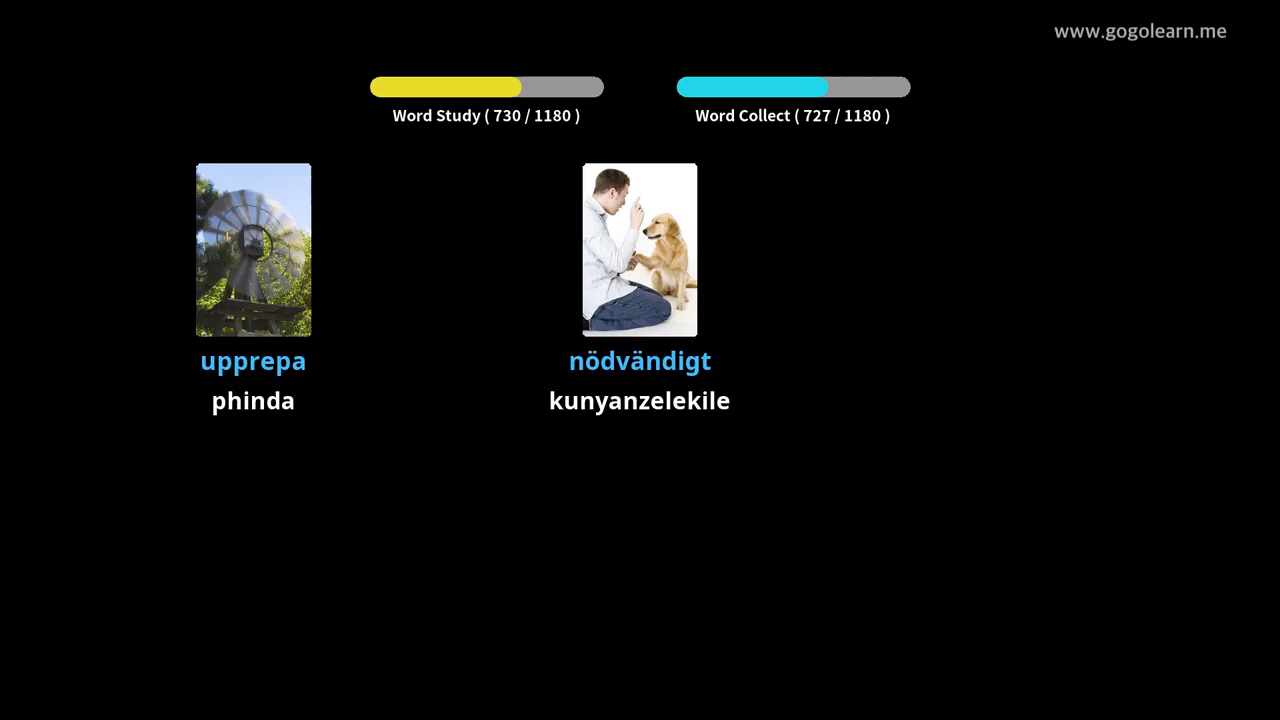 www.gogolearn.me
Word Study ( 730 / 1180 )
Word Collect ( 727 / 1180 )
upprepa
phinda
nödvändigt
kunyanzelekile